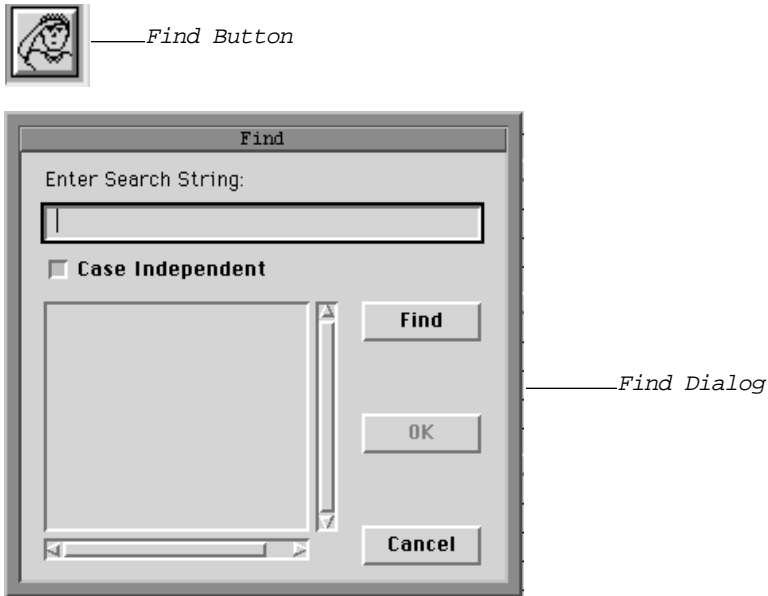 Find Button
Find
Enter Search String:
Case Independent
Find
Find Dialog
OK
Cancel